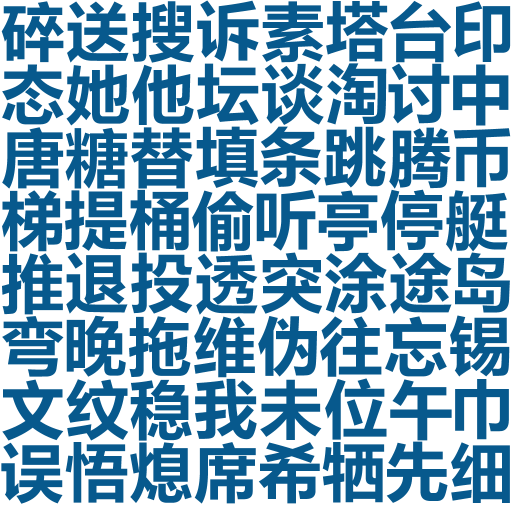 碎送搜诉素塔台印
态她他坛谈淘讨中
唐糖替填条跳腾币
梯提桶偷听亭停艇
推退投透突涂途岛
弯晚拖维伪往忘锡
文纹稳我未位午巾
误悟熄席希牺先细